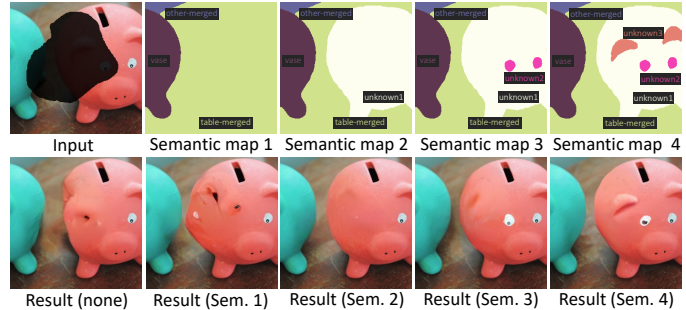 other-merged other-merged other-merged other-merged
unknown3
vase vase vase vase
unknown2 unknown2
unknown1 unknown1 unknown1
table-merged table-merged table-merged table-merged
Input Semantic map 1 Semantic map 2 Semantic map 3 Semantic map 4
Result (none) Result (Sem. 1) Result (Sem. 2) Result (Sem. 3) Result (Sem. 4)